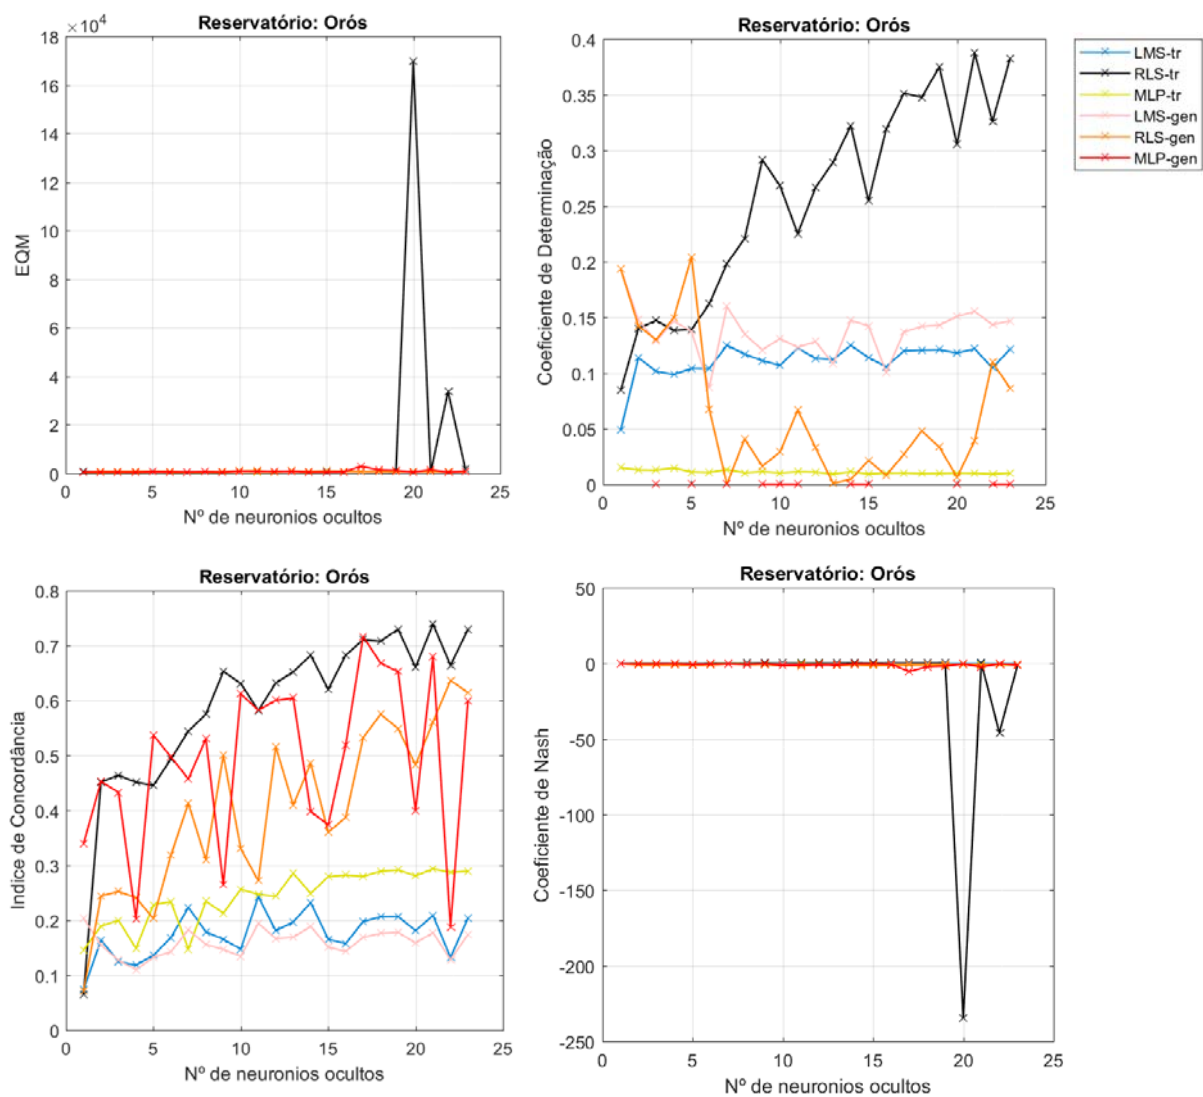 Reservatório: Orós
×10^4
18
16
14
12
10
8
6
4
2
0
EQM
0 5 10 15 20 25
Nº de neuronios ocultos
Reservatório: Orós
0.4
0.35
0.3
0.25
0.2
0.15
0.1
0.05
0
Coeficiente de Determinação
0 5 10 15 20 25
Nº de neuronios ocultos
LMS-tr
RLS-tr
MLP-tr
LMS-gen
RLS-gen
MLP-gen
Reservatório: Orós
0.8
0.7
0.6
0.5
0.4
0.3
0.2
0.1
0
Indice de Concordância
0 5 10 15 20 25
Nº de neuronios ocultos
Reservatório: Orós
50
0
-50
-100
-150
-200
-250
Coeficiente de Nash
0 5 10 15 20 25
Nº de neuronios ocultos